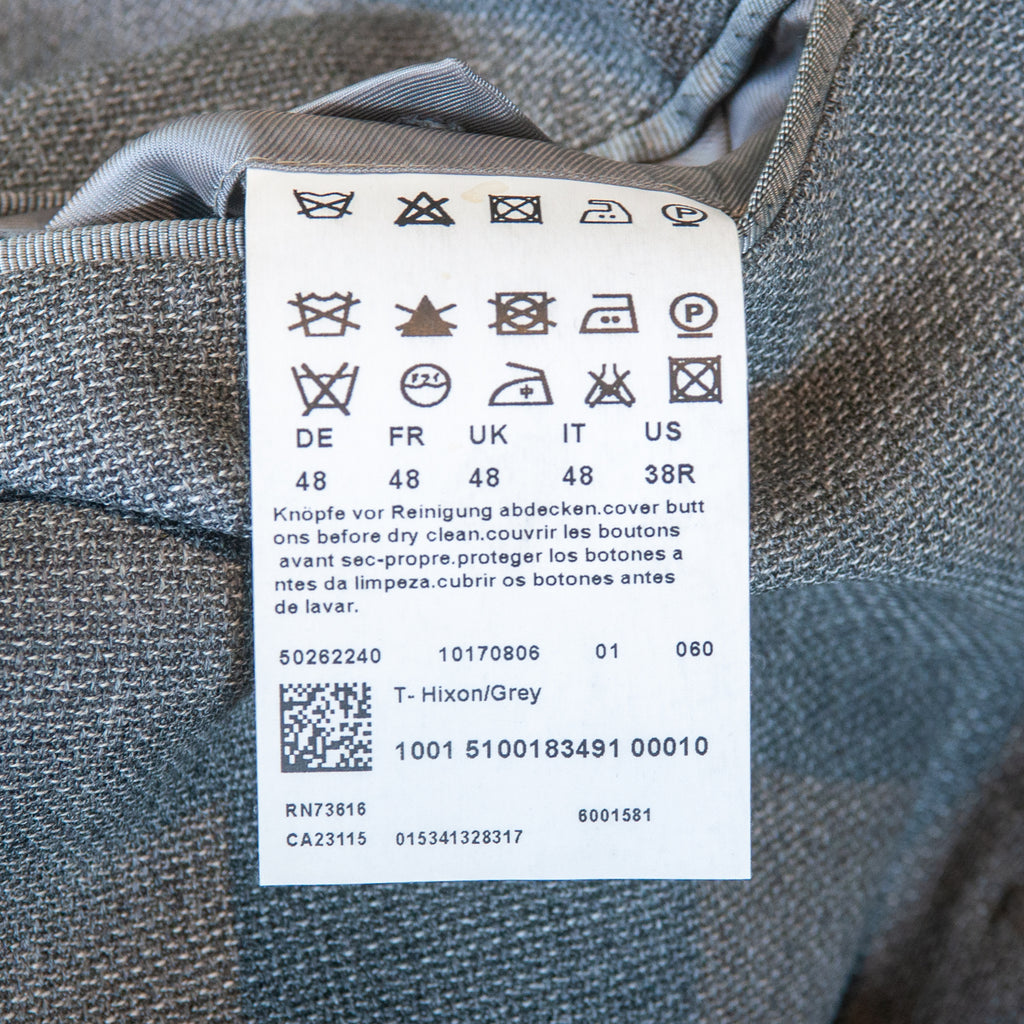 P
P
中
DE FR UK IT US
48 48 48 48 38R
Knöpfe vor Reinigung abdecken.cover butt
ons before dry clean.couvrir les boutons
avant sec-propre.proteger los botones a
ntes da limpeza.cubrir os botones antes
de lavar.
50262240 10170806 01 060
T- Hixon/Grey
1001 5100183491 00010
RN73616 6001581
CA23115 015341328317